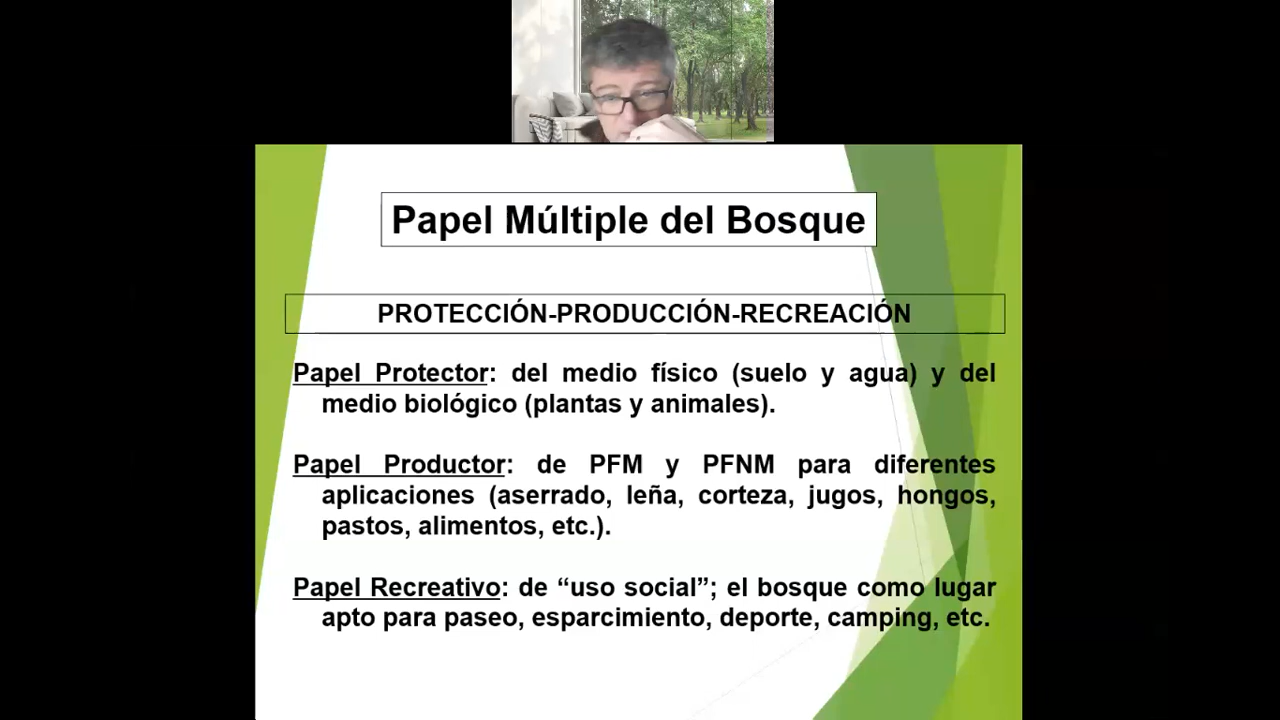 Papel Múltiple del Bosque
PROTECCIÓN-PRODUCCIÓN-RECREACIÓN
Papel Protector: del medio físico (suelo y agua) y del
medio biológico (plantas y animales).
Papel Productor: de PFM y PFNM para diferentes
aplicaciones (aserrado, leña, corteza, jugos, hongos,
pastos, alimentos, etc.).
Papel Recreativo: de “uso social”; el bosque como lugar
apto para paseo, esparcimiento, deporte, camping, etc.